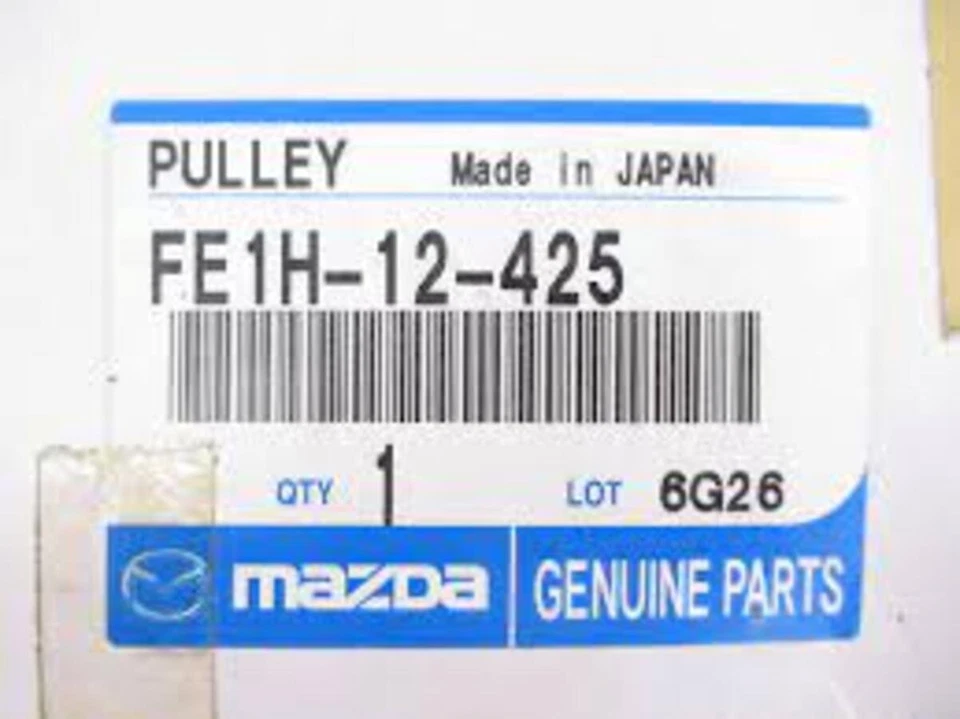 PULLEY Made in JAPAN
FE1H-12-425
QTY 1 LOT 6G26
mazda GENUINE PARTS